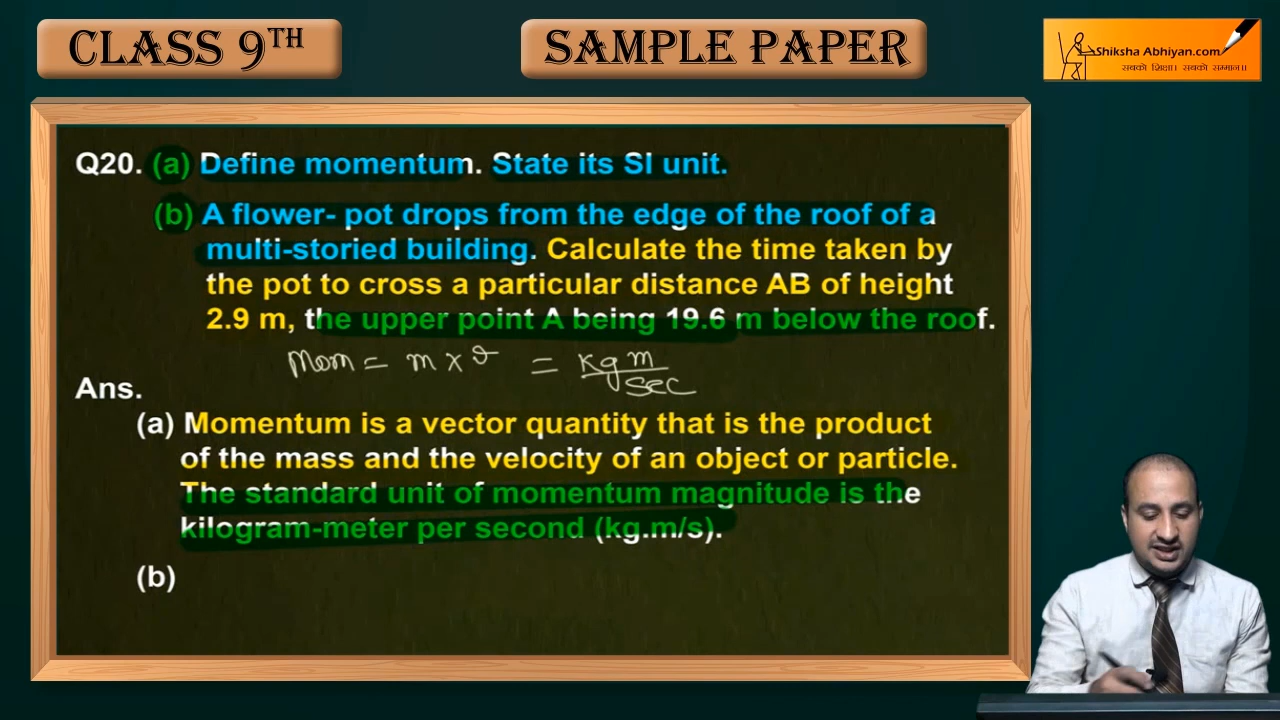 CLASS 9TH
SAMPLE PAPER
Shiksha Abhiyan.com
सबको शिक्षा। सबको सम्मान॥
Q20. (a) Define momentum. State its SI unit.
(b) A flower- pot drops from the edge of the roof of a
multi-storied building. Calculate the time taken by
the pot to cross a particular distance AB of height
2.9 m, the upper point A being 19.6 m below the roof.
Mom = m x v = kg m / sec
Ans.
(a) Momentum is a vector quantity that is the product
of the mass and the velocity of an object or particle.
The standard unit of momentum magnitude is the
kilogram-meter per second (kg.m/s).
(b)